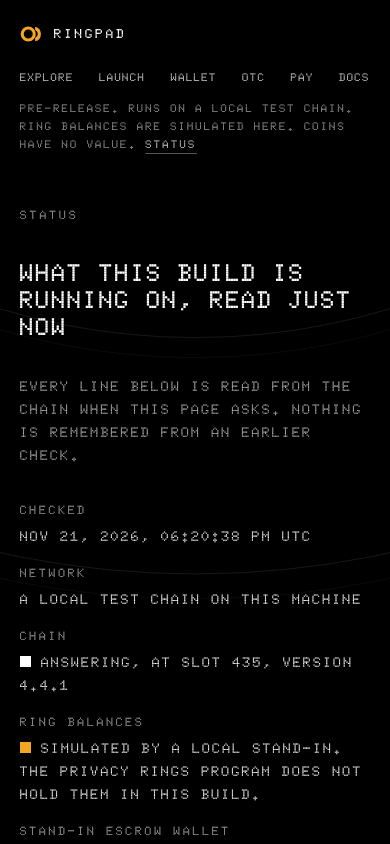 RINGPAD
EXPLORE LAUNCH WALLET OTC PAY DOCS
PRE-RELEASE. RUNS ON A LOCAL TEST CHAIN.
RING BALANCES ARE SIMULATED HERE. COINS
HAVE NO VALUE. STATUS
STATUS
WHAT THIS BUILD IS
RUNNING ON, READ JUST
NOW
EVERY LINE BELOW IS READ FROM THE
CHAIN WHEN THIS PAGE ASKS. NOTHING
IS REMEMBERED FROM AN EARLIER
CHECK.
CHECKED
NOV 21, 2026, 06:20:38 PM UTC
NETWORK
A LOCAL TEST CHAIN ON THIS MACHINE
CHAIN
ANSWERING, AT SLOT 435, VERSION
4.4.1
RING BALANCES
SIMULATED BY A LOCAL STAND-IN.
THE PRIVACY RINGS PROGRAM DOES NOT
HOLD THEM IN THIS BUILD.
STAND-IN ESCROW WALLET